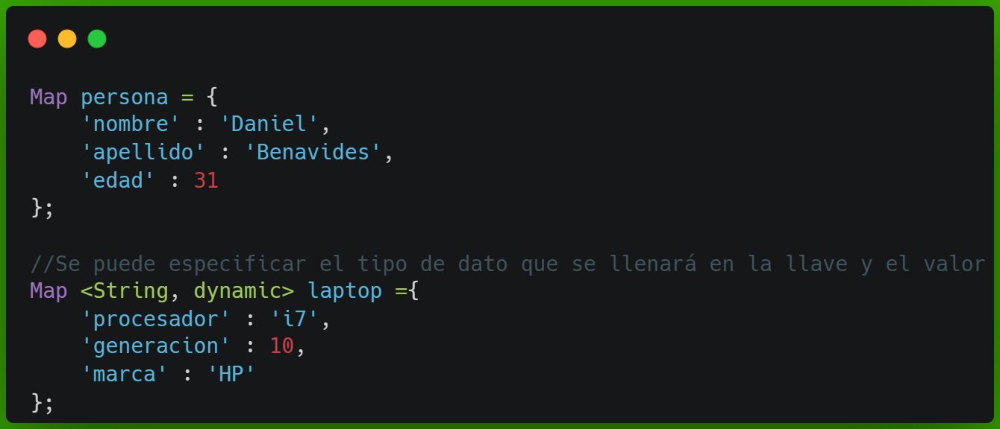 Map persona = {
    'nombre' : 'Daniel',
    'apellido' : 'Benavides',
    'edad' : 31
};
//Se puede especificar el tipo de dato que se llenará en la llave y el valor
Map <String, dynamic> laptop ={
    'procesador' : 'i7',
    'generacion' : 10,
    'marca' : 'HP'
};